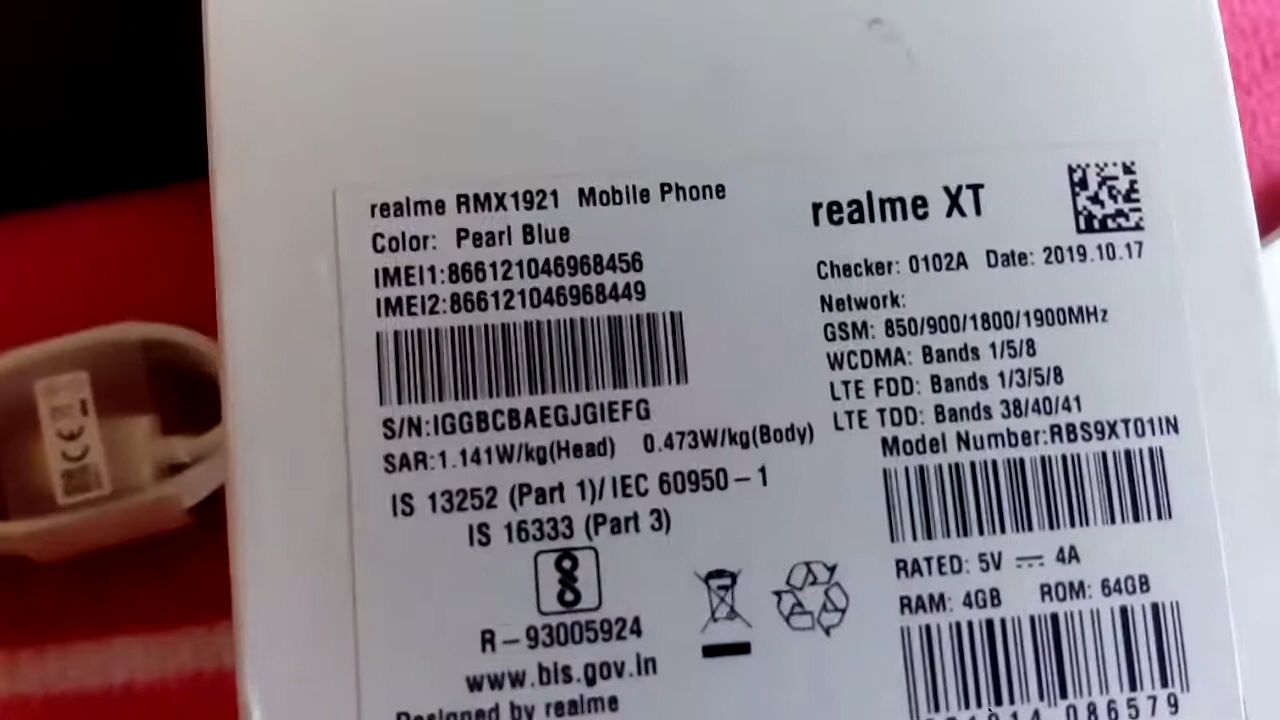 realme RMX1921 Mobile Phone
Color: Pearl Blue
IMEI1:866121046968456
IMEI2:866121046968449
S/N:IGGBCBAEGJGIEFG
SAR:1.141W/kg(Head) 0.473W/kg(Body)
IS 13252 (Part 1)/ IEC 60950-1
IS 16333 (Part 3)
R-93005924
www.bis.gov.in
Designed by realme
realme XT
Checker: 0102A Date: 2019.10.17
Network:
GSM: 850/900/1800/1900MHz
WCDMA: Bands 1/5/8
LTE FDD: Bands 1/3/5/8
LTE TDD: Bands 38/40/41
Model Number:RBS9XT01IN
RATED: 5V 4A
RAM: 4GB ROM: 64GB
086579